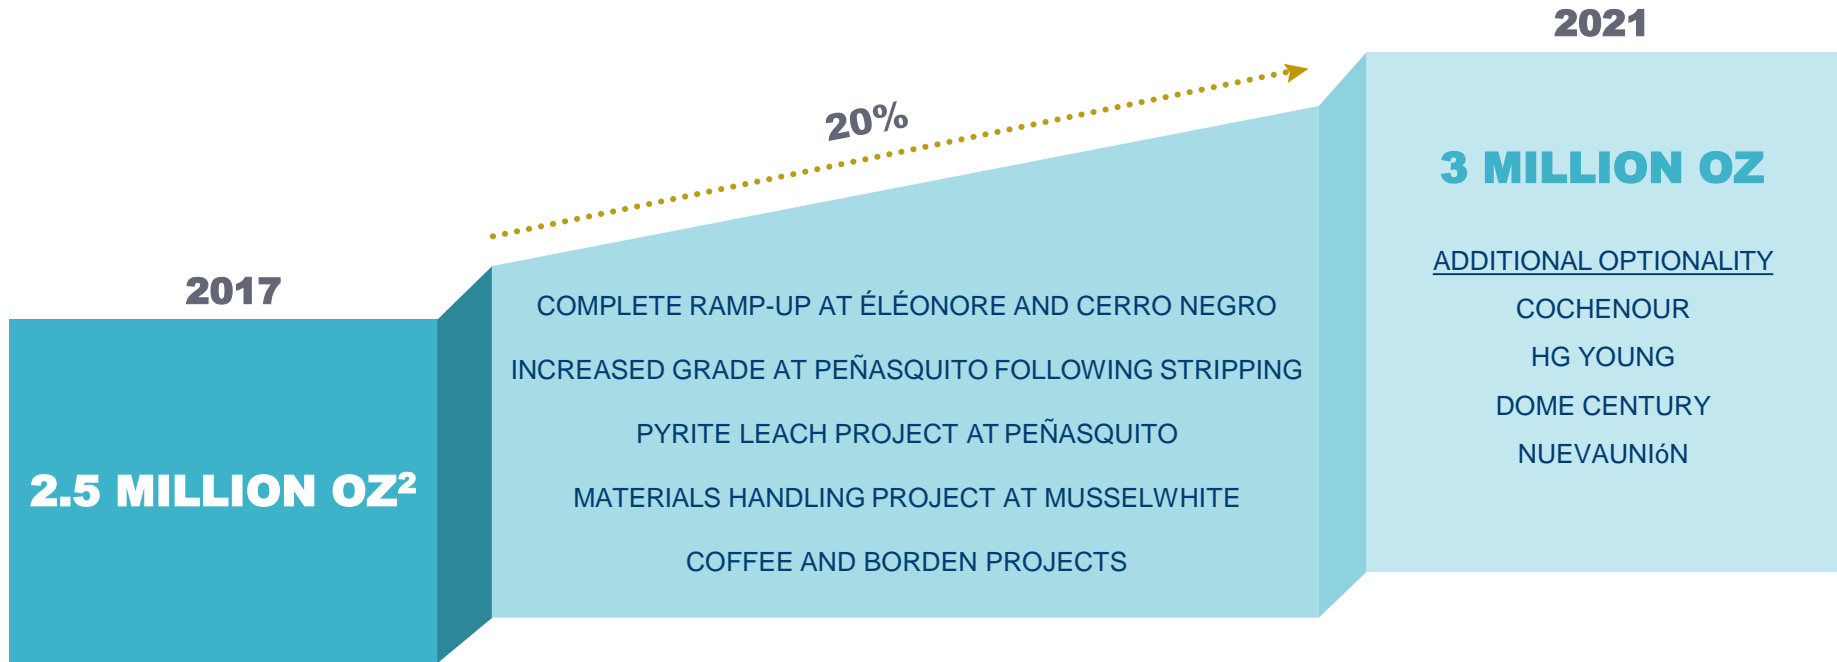 2017
2.5 MILLION OZ²
20%
COMPLETE RAMP-UP AT ÉLÉONORE AND CERRO NEGRO
INCREASED GRADE AT PEÑASQUITO FOLLOWING STRIPPING
PYRITE LEACH PROJECT AT PEÑASQUITO
MATERIALS HANDLING PROJECT AT MUSSELWHITE
COFFEE AND BORDEN PROJECTS
2021
3 MILLION OZ
ADDITIONAL OPTIONALITY
COCHENOUR
HG YOUNG
DOME CENTURY
NUEVAUNIóN